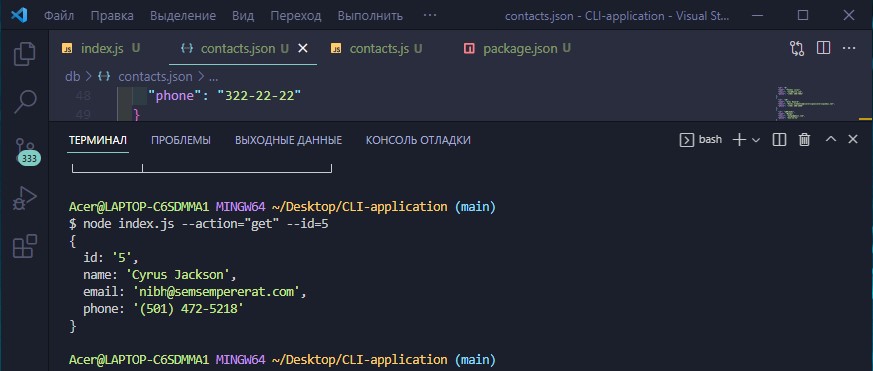 Файл Правка Выделить Вид Переход Выполнить ··· contacts.json - CLI-application - Visual St...
JS index.js U {} contacts.json U JS contacts.js U package.json U ···
db > {} contacts.json > ...
48 "phone": "322-22-22"
49 }
333
ТЕРМИНАЛ ПРОБЛЕМЫ ВЫХОДНЫЕ ДАННЫЕ КОНСОЛЬ ОТЛАДКИ bash
Acer@LAPTOP-C6SDMMA1 MINGW64 ~/Desktop/CLI-application (main)
$ node index.js --action="get" --id=5
{
id: '5',
name: 'Cyrus Jackson',
email: 'nibh@semsempererat.com',
phone: '(501) 472-5218'
}
Acer@LAPTOP-C6SDMMA1 MINGW64 ~/Desktop/CLI-application (main)